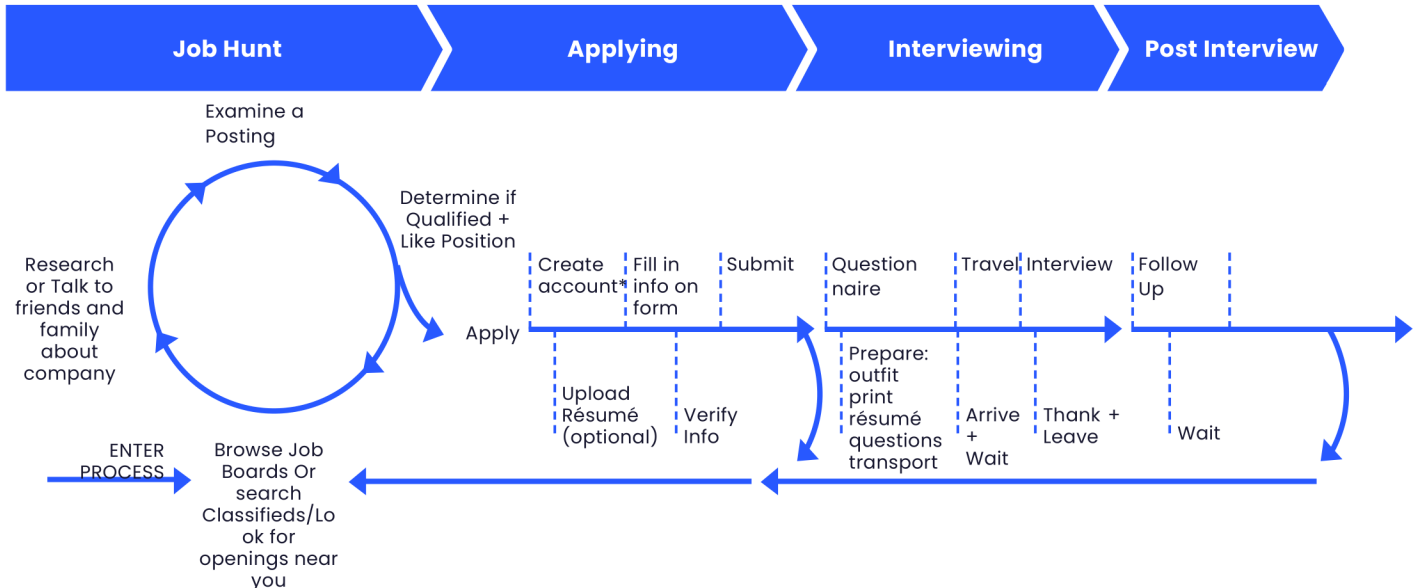 Job Hunt
Applying
Interviewing
Post Interview
Examine a
Posting
Determine if
Qualified +
Like Position
Research
or Talk to
friends and
family
about
company
ENTER
PROCESS
Browse Job
Boards Or
search
Classifieds/Lo
ok for
openings near
you
Apply
Create
account*
Fill in
info on
form
Submit
Upload
Résumé
(optional)
Verify
Info
Question
naire
Travel
Interview
Prepare:
outfit
print
résumé
questions
transport
Arrive
+
Wait
Thank +
Leave
Follow
Up
Wait